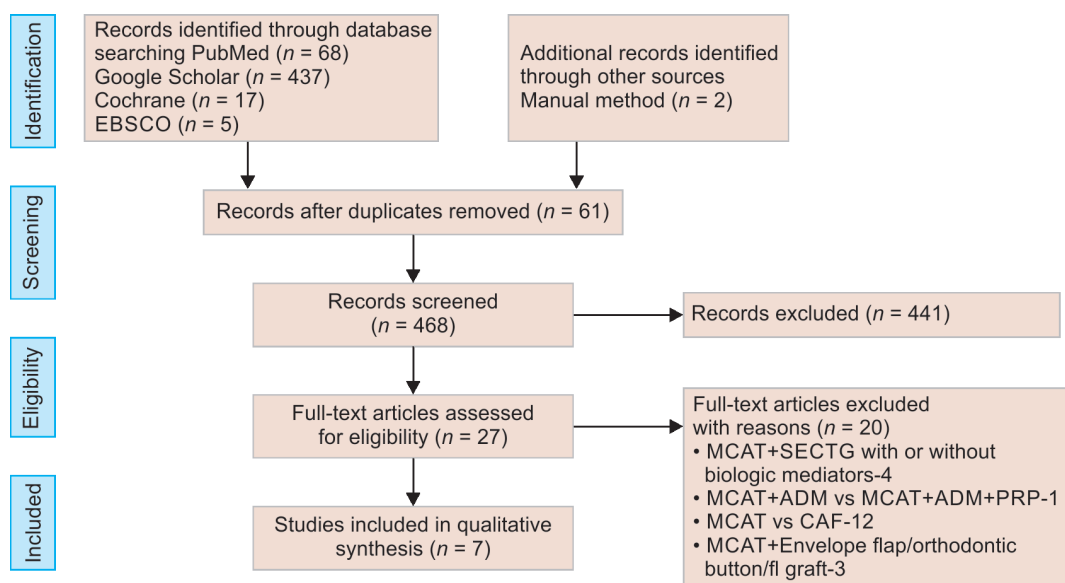 Identification
Records identified through database
searching PubMed (n = 68)
Google Scholar (n = 437)
Cochrane (n = 17)
EBSCO (n = 5)
Additional records identified
through other sources
Manual method (n = 2)
Screening
Records after duplicates removed (n = 61)
Records screened
(n = 468)
Records excluded (n = 441)
Eligibility
Full-text articles assessed
for eligibility (n = 27)
Full-text articles excluded
with reasons (n = 20)
• MCAT+SECTG with or without
biologic mediators-4
• MCAT+ADM vs MCAT+ADM+PRP-1
• MCAT vs CAF-12
• MCAT+Envelope flap/orthodontic
button/fl graft-3
Included
Studies included in qualitative
synthesis (n = 7)